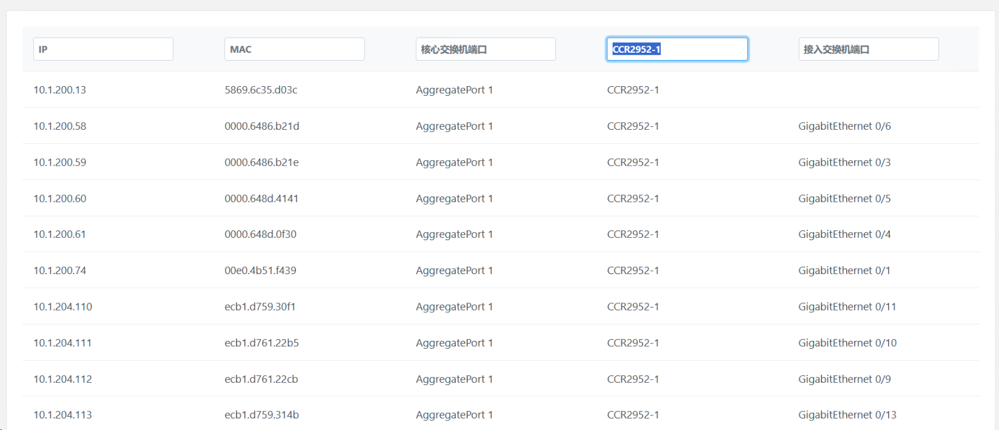 IP MAC 核心交换机端口 CCR2952-1 接入交换机端口
10.1.200.13 5869.6c35.d03c AggregatePort 1 CCR2952-1
10.1.200.58 0000.6486.b21d AggregatePort 1 CCR2952-1 GigabitEthernet 0/6
10.1.200.59 0000.6486.b21e AggregatePort 1 CCR2952-1 GigabitEthernet 0/3
10.1.200.60 0000.648d.4141 AggregatePort 1 CCR2952-1 GigabitEthernet 0/5
10.1.200.61 0000.648d.0f30 AggregatePort 1 CCR2952-1 GigabitEthernet 0/4
10.1.200.74 00e0.4b51.f439 AggregatePort 1 CCR2952-1 GigabitEthernet 0/1
10.1.204.110 ecb1.d759.30f1 AggregatePort 1 CCR2952-1 GigabitEthernet 0/11
10.1.204.111 ecb1.d761.22b5 AggregatePort 1 CCR2952-1 GigabitEthernet 0/10
10.1.204.112 ecb1.d761.22cb AggregatePort 1 CCR2952-1 GigabitEthernet 0/9
10.1.204.113 ecb1.d759.314b AggregatePort 1 CCR2952-1 GigabitEthernet 0/13